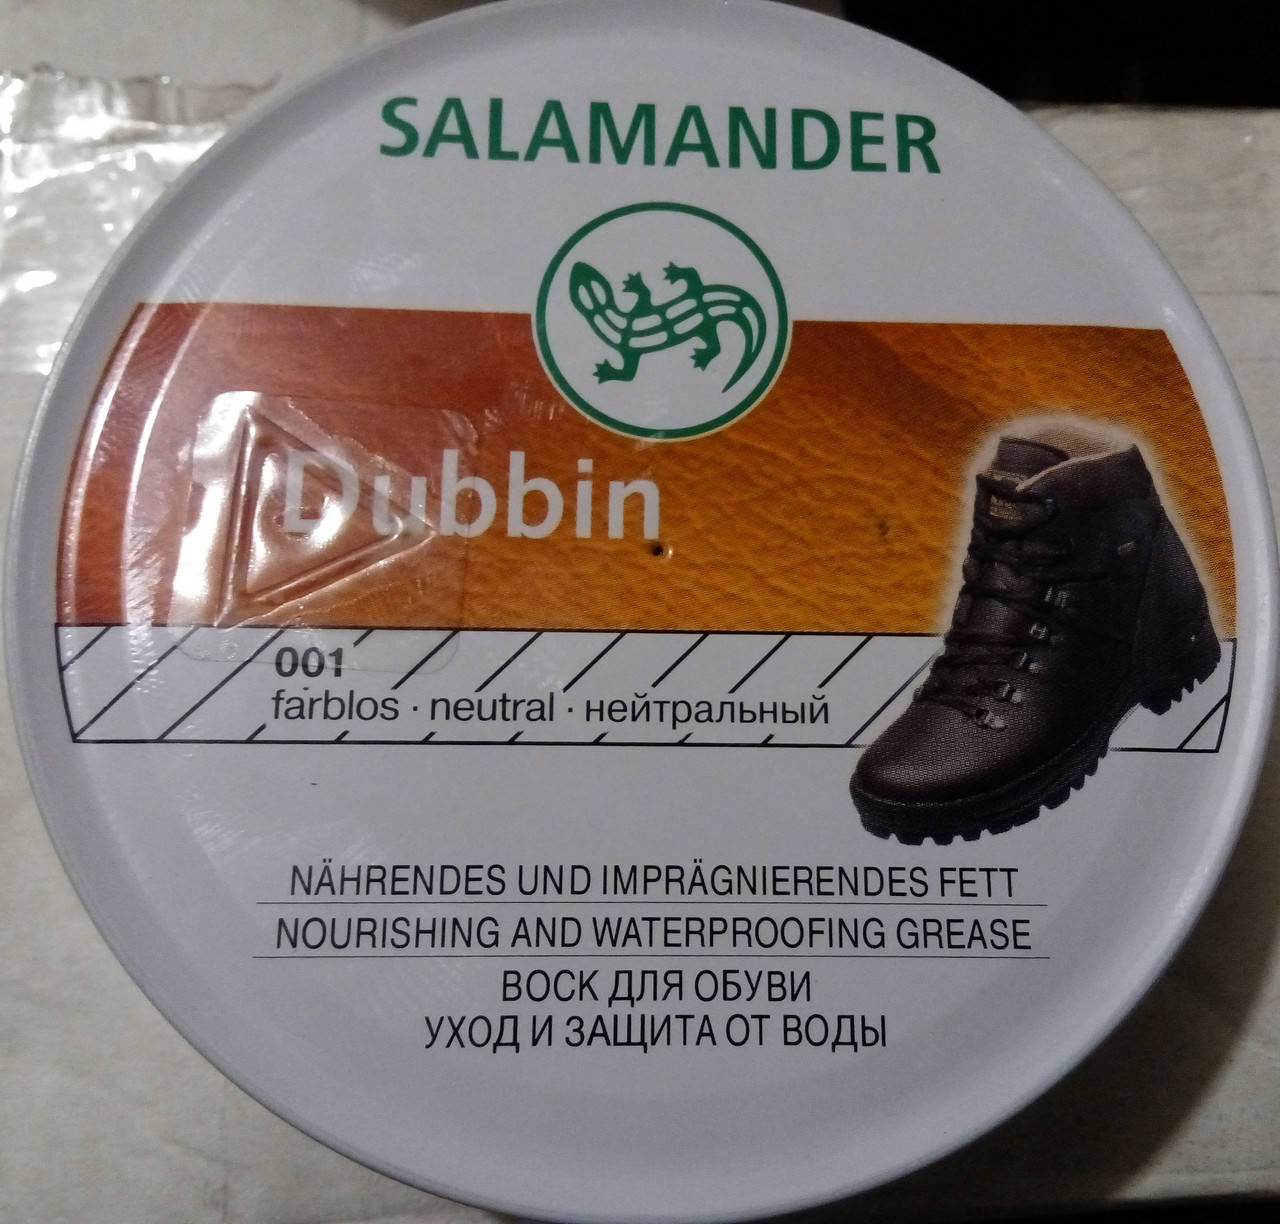 SALAMANDER
Dubbin
001
farblos · neutral · нейтральный
NÄHRENDES UND IMPRÄGNIERENDES FETT
NOURISHING AND WATERPROOFING GREASE
ВОСК ДЛЯ ОБУВИ
УХОД И ЗАЩИТА ОТ ВОДЫ